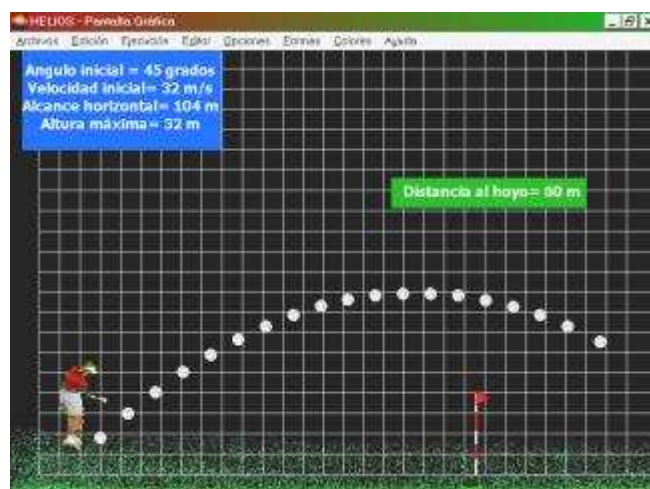 HELIOS - Pantalla Gráfica
Archivos Edición Ejecución Editor Opciones Formas Colores Ayuda
Angulo inicial = 45 grados
Velocidad inicial= 32 m/s
Alcance horizontal= 104 m
Altura máxima= 32 m
Distancia al hoyo= 80 m